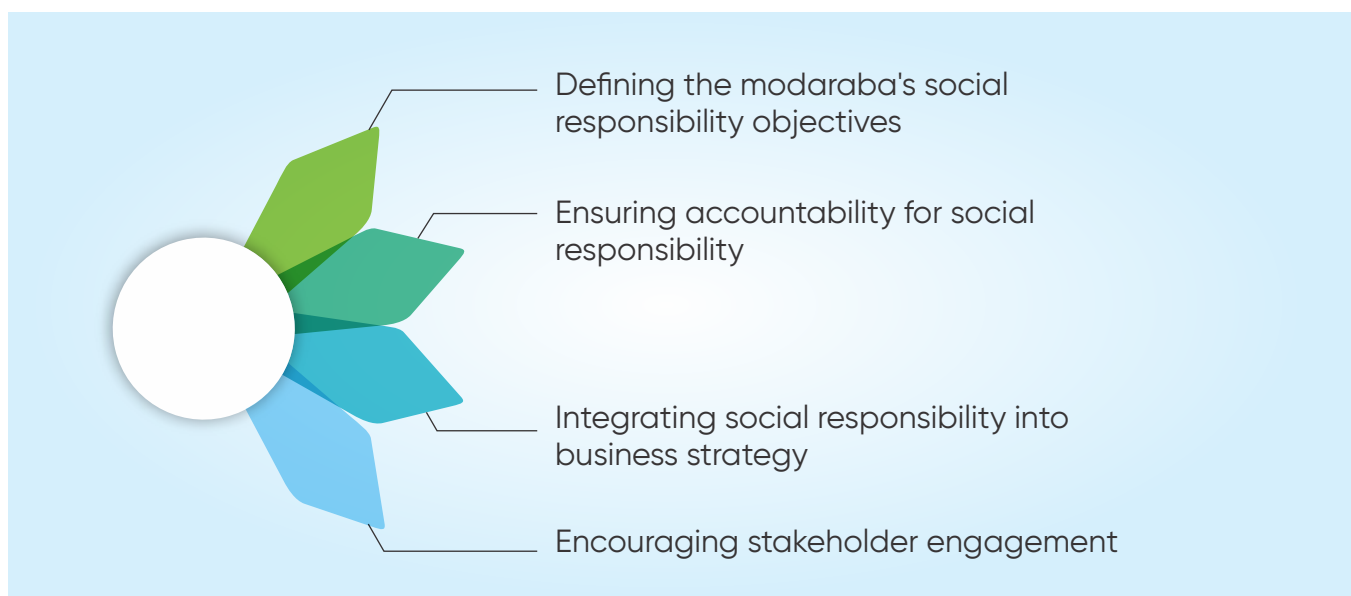 Defining the modaraba's social
responsibility objectives
Ensuring accountability for social
responsibility
Integrating social responsibility into
business strategy
Encouraging stakeholder engagement